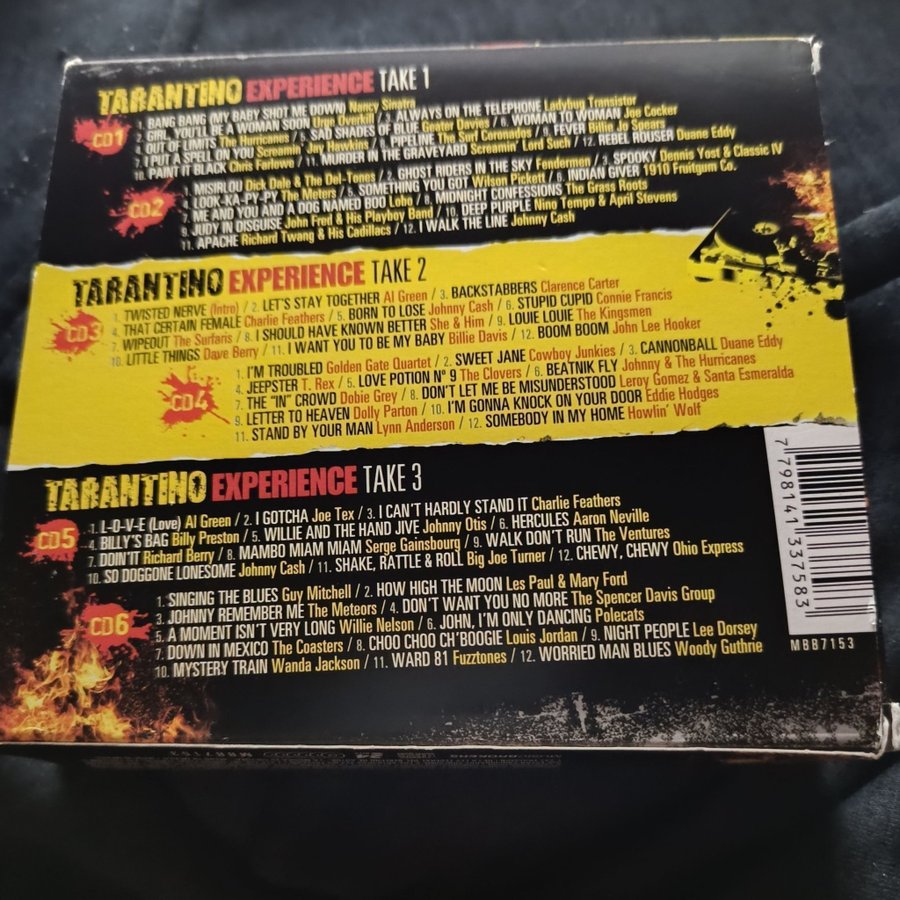 TARANTINO EXPERIENCE TAKE 1
CD1
1. BANG BANG (MY BABY SHOT ME DOWN) Nancy Sinatra
2. GIRL, YOU'LL BE A WOMAN SOON Urge Overkill / 3. ALWAYS ON THE TELEPHONE Ladybug Transistor
4. OUT OF LIMITS The Hurricanes / 5. SAD SHADES OF BLUE Geater Davies / 6. WOMAN TO WOMAN Joe Cocker
7. I PUT A SPELL ON YOU Screamin' Jay Hawkins / 8. PIPELINE The Surf Coronados / 9. FEVER Billie Jo Spears
10. PAINT IT BLACK Chris Farlowe / 11. MURDER IN THE GRAVEYARD Screamin' Lord Such / 12. REBEL ROUSER Duane Eddy
CD2
1. MISIRLOU Dick Dale & The Del-Tones / 2. GHOST RIDERS IN THE SKY Fendermen / 3. SPOOKY Dennis Yost & Classic IV
4. LOOK-KA-PY-PY The Meters / 5. SOMETHING YOU GOT Wilson Pickett / 6. INDIAN GIVER 1910 Fruitgum Co.
7. ME AND YOU AND A DOG NAMED BOO Lobo / 8. MIDNIGHT CONFESSIONS The Grass Roots
9. JUDY IN DISGUISE John Fred & His Playboy Band / 10. DEEP PURPLE Nino Tempo & April Stevens
11. APACHE Richard Twang & His Cadillacs / 12. I WALK THE LINE Johnny Cash
TARANTINO EXPERIENCE TAKE 2
CD3
1. TWISTED NERVE (Intro) / 2. LET'S STAY TOGETHER Al Green / 3. BACKSTABBERS Clarence Carter
4. THAT CERTAIN FEMALE Charlie Feathers / 5. BORN TO LOSE Johnny Cash / 6. STUPID CUPID Connie Francis
7. WIPEOUT The Surfaris / 8. I SHOULD HAVE KNOWN BETTER She & Him / 9. LOUIE LOUIE The Kingsmen
10. LITTLE THINGS Dave Berry / 11. I WANT YOU TO BE MY BABY Billie Davis / 12. BOOM BOOM John Lee Hooker
CD4
1. I'M TROUBLED Golden Gate Quartet / 2. SWEET JANE Cowboy Junkies / 3. CANNONBALL Duane Eddy
4. JEEPSTER T. Rex / 5. LOVE POTION Nº 9 The Clovers / 6. BEATNIK FLY Johnny & The Hurricanes
7. THE "IN" CROWD Dobie Grey / 8. DON'T LET ME BE MISUNDERSTOOD Leroy Gomez & Santa Esmeralda
9. LETTER TO HEAVEN Dolly Parton / 10. I'M GONNA KNOCK ON YOUR DOOR Eddie Hodges
11. STAND BY YOUR MAN Lynn Anderson / 12. SOMEBODY IN MY HOME Howlin' Wolf
TARANTINO EXPERIENCE TAKE 3
CD5
1. L-O-V-E (Love) Al Green / 2. I GOTCHA Joe Tex / 3. I CAN'T HARDLY STAND IT Charlie Feathers
4. BILLY'S BAG Billy Preston / 5. WILLIE AND THE HAND JIVE Johnny Otis / 6. HERCULES Aaron Neville
7. DOIN'IT Richard Berry / 8. MAMBO MIAM MIAM Serge Gainsbourg / 9. WALK DON'T RUN The Ventures
10. SO DOGGONE LONESOME Johnny Cash / 11. SHAKE, RATTLE & ROLL Big Joe Turner / 12. CHEWY, CHEWY Ohio Express
CD6
1. SINGING THE BLUES Guy Mitchell / 2. HOW HIGH THE MOON Les Paul & Mary Ford
3. JOHNNY REMEMBER ME The Meteors / 4. DON'T WANT YOU NO MORE The Spencer Davis Group
5. A MOMENT ISN'T VERY LONG Willie Nelson / 6. JOHN, I'M ONLY DANCING Polecats
7. DOWN IN MEXICO The Coasters / 8. CHOO CHOO CH'BOOGIE Louis Jordan / 9. NIGHT PEOPLE Lee Dorsey
10. MYSTERY TRAIN Wanda Jackson / 11. WARD 81 Fuzztones / 12. WORRIED MAN BLUES Woody Guthrie
7 798141 337583
MBB7153